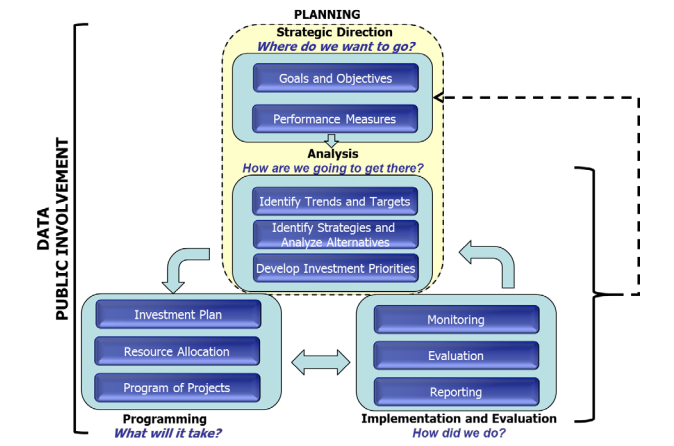 PLANNING
Strategic Direction
Where do we want to go?
Goals and Objectives
Performance Measures
Analysis
How are we going to get there?
Identify Trends and Targets
Identify Strategies and
Analyze Alternatives
Develop Investment Priorities
DATA
PUBLIC INVOLVEMENT
Investment Plan
Resource Allocation
Program of Projects
Programming
What will it take?
Monitoring
Evaluation
Reporting
Implementation and Evaluation
How did we do?